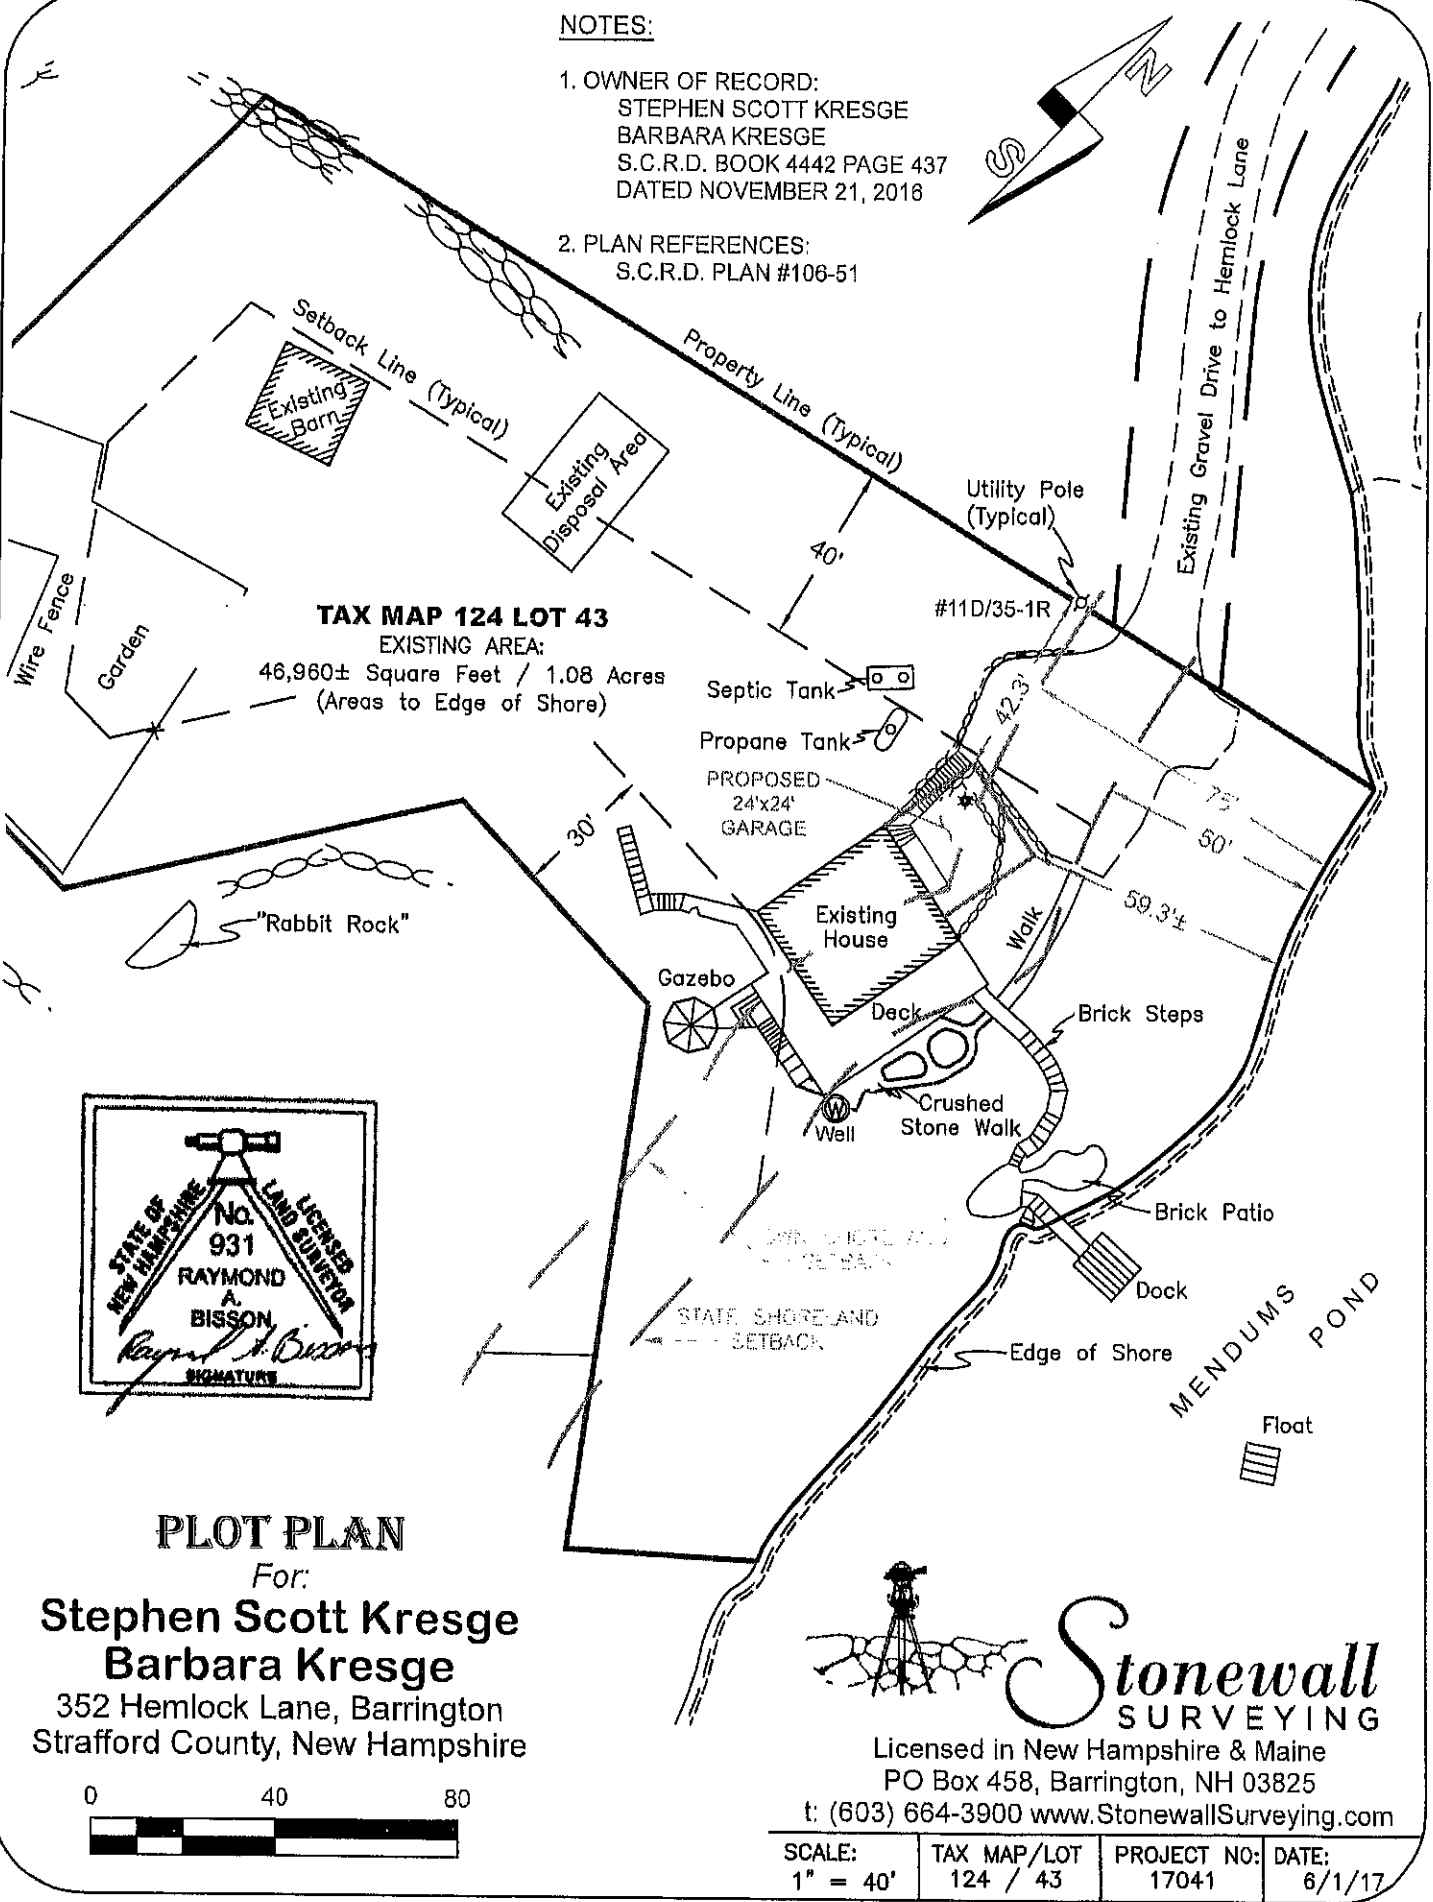 NOTES:
1. OWNER OF RECORD:
STEPHEN SCOTT KRESGE
BARBARA KRESGE
S.C.R.D. BOOK 4442 PAGE 437
DATED NOVEMBER 21, 2016
2. PLAN REFERENCES:
S.C.R.D. PLAN #106-51
N
S
Existing Gravel Drive to Hemlock Lane
Setback Line (Typical)
Property Line (Typical)
Existing
Barn
Existing
Disposal Area
40'
Utility Pole
(Typical)
#11D/35-1R
Wire Fence
Garden
TAX MAP 124 LOT 43
EXISTING AREA:
46,960± Square Feet / 1.08 Acres
(Areas to Edge of Shore)
Septic Tank
Propane Tank
PROPOSED
24'x24'
GARAGE
42.3'
75'
50'
59.3'±
30'
"Rabbit Rock"
Existing
House
Walk
Gazebo
Deck
Brick Steps
Crushed
Stone Walk
Well
W
Brick Patio
Dock
SETBACK
STATE SHORELAND
SETBACK
Edge of Shore
MENDUMS POND
Float
STATE OF
NEW HAMPSHIRE
LICENSED
LAND SURVEYOR
No.
931
RAYMOND
A.
BISSON
Raymond A. Bisson
SIGNATURE
PLOT PLAN
For:
Stephen Scott Kresge
Barbara Kresge
352 Hemlock Lane, Barrington
Strafford County, New Hampshire
0 40 80
Stonewall
SURVEYING
Licensed in New Hampshire & Maine
PO Box 458, Barrington, NH 03825
t: (603) 664-3900 www.StonewallSurveying.com
SCALE:
1" = 40'
TAX MAP/LOT
124 / 43
PROJECT NO:
17041
DATE:
6/1/17